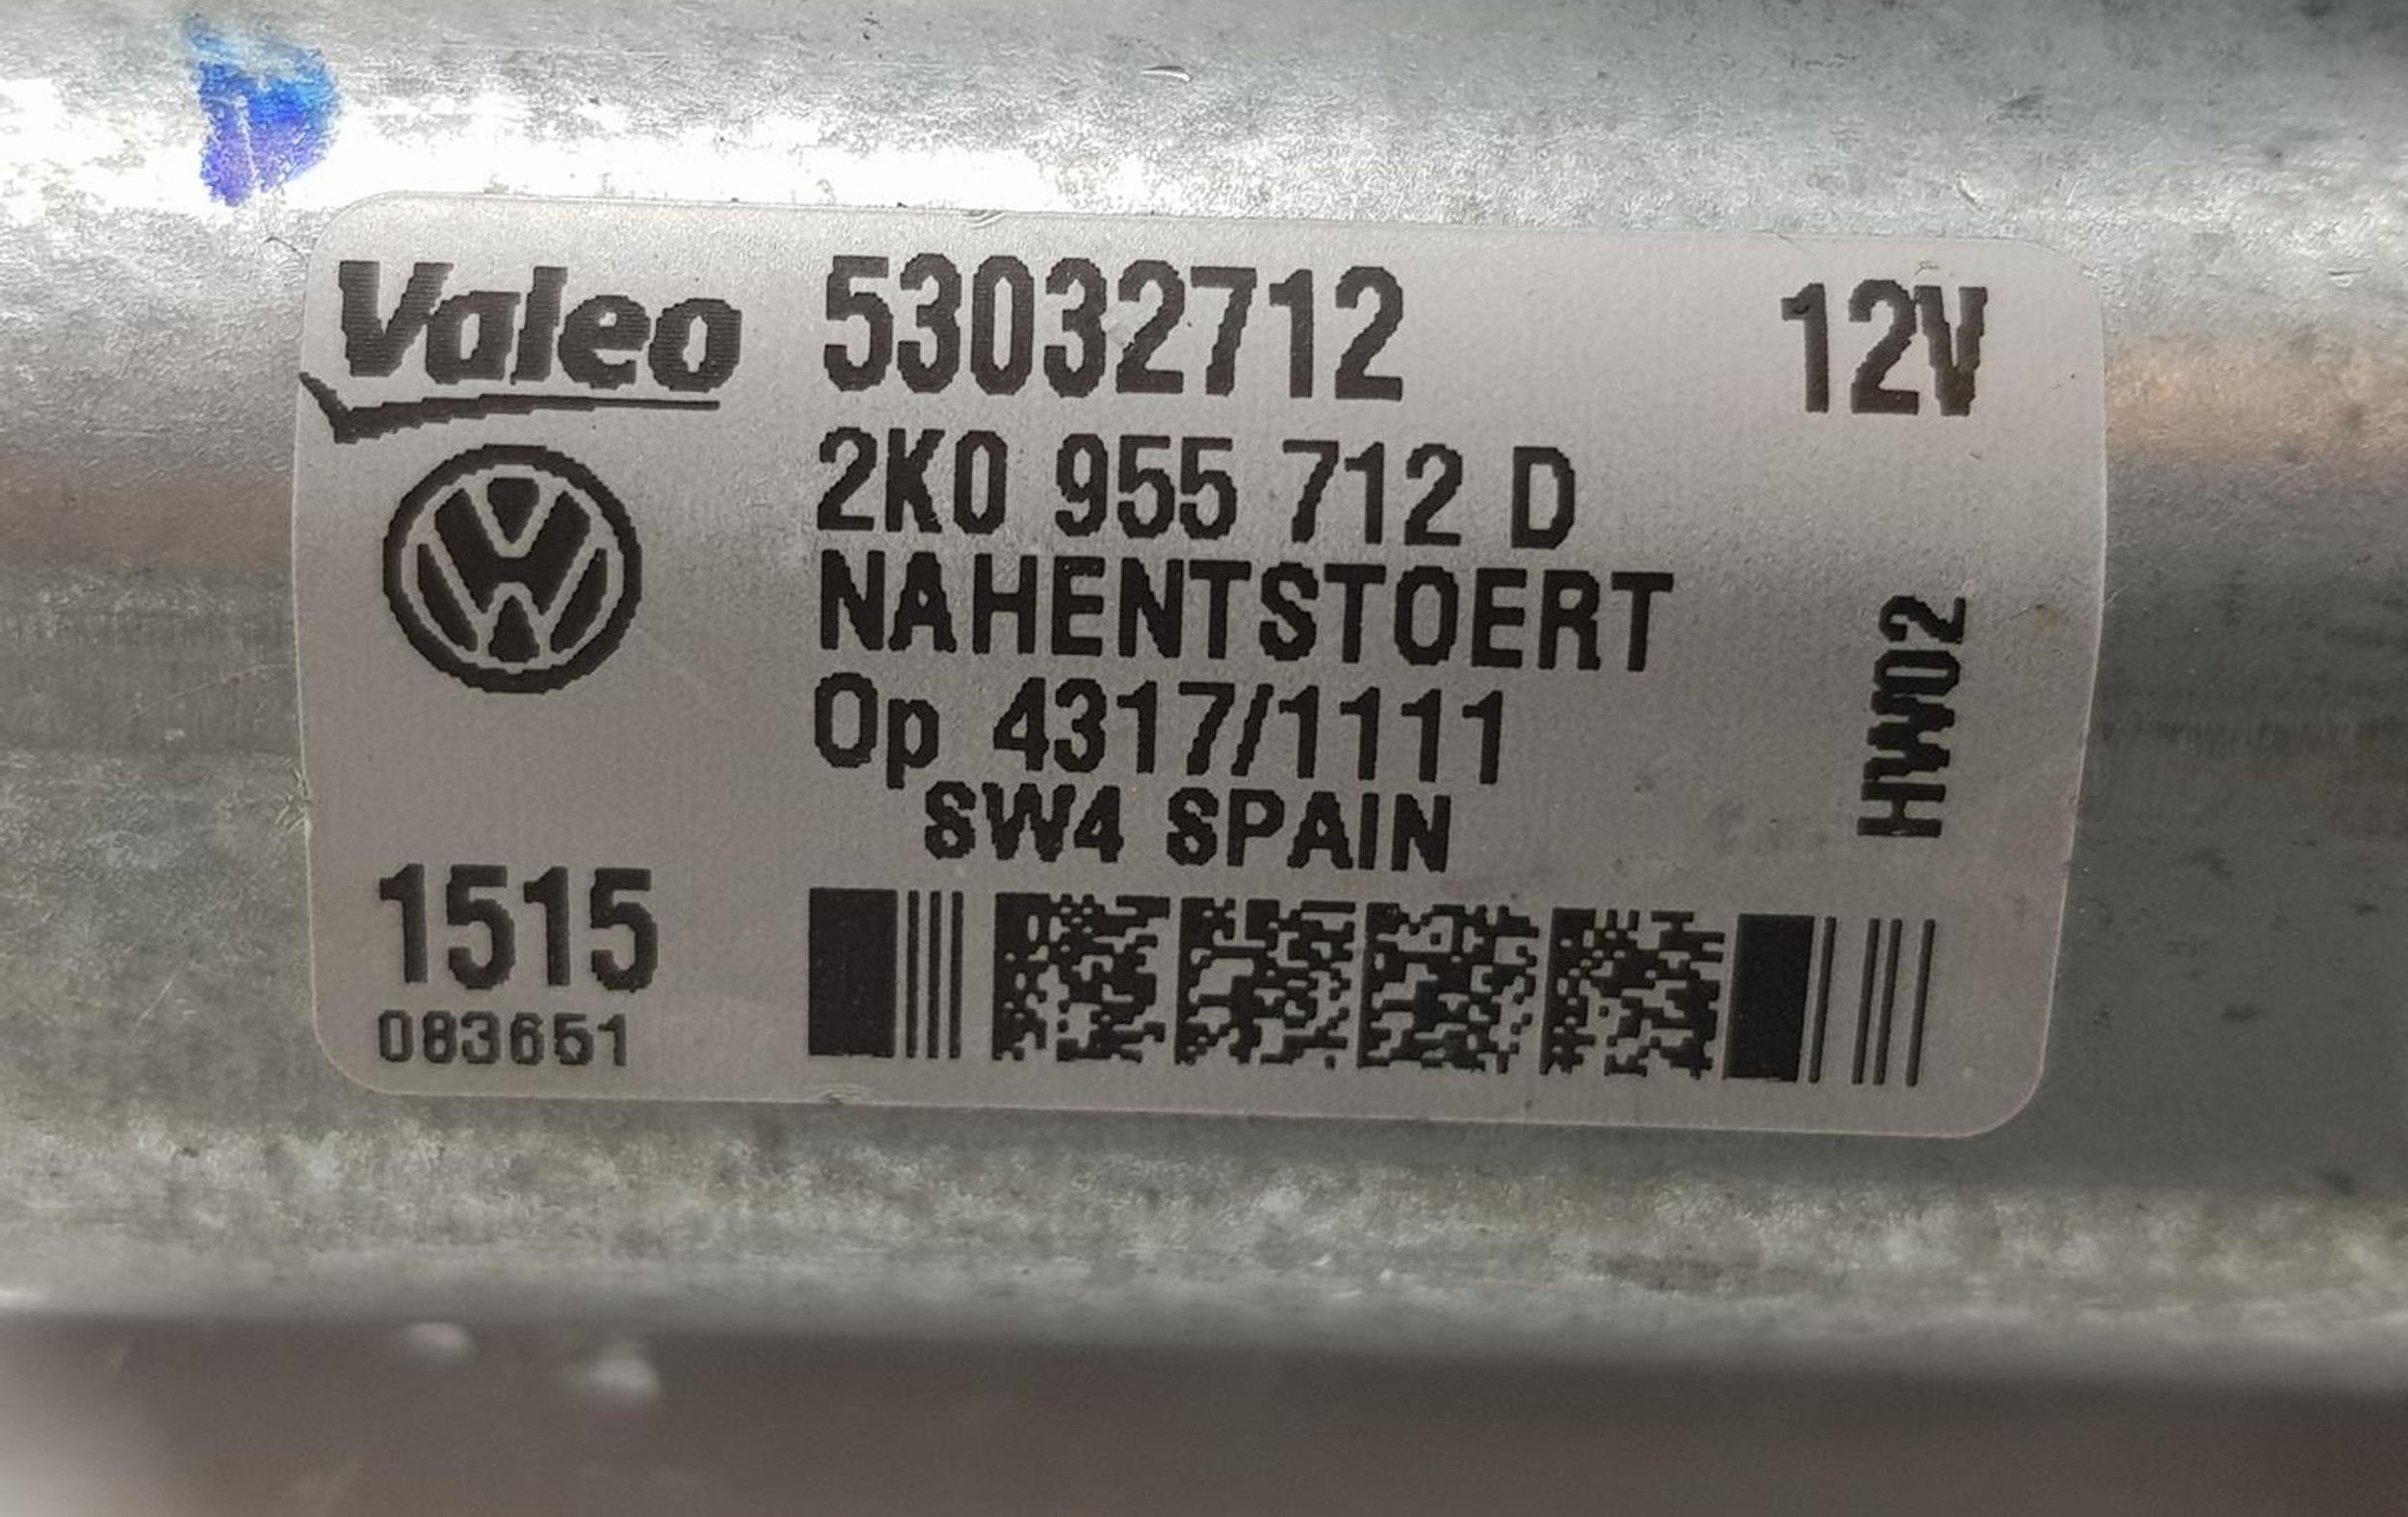 Valeo 53032712 12V
2K0 955 712 D
NAHENTSTOERT
Op 4317/1111
SW4 SPAIN
HW02
1515
083651